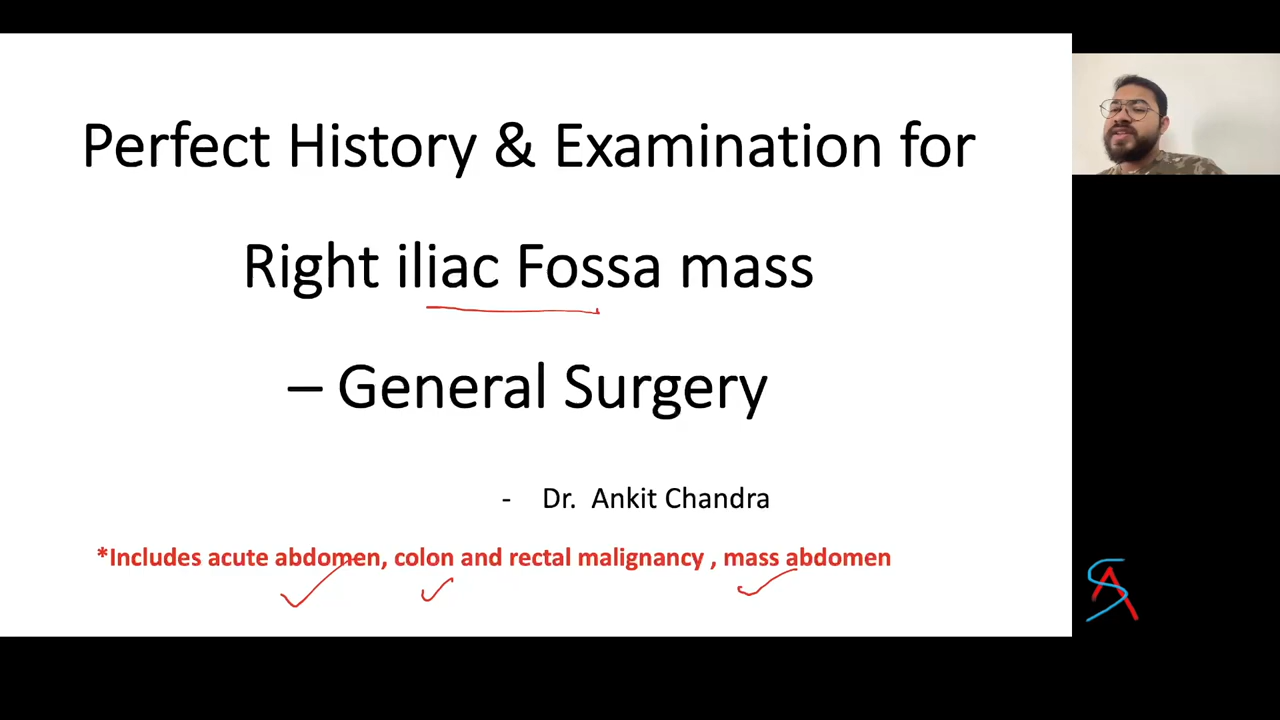 Perfect History & Examination for
Right iliac Fossa mass
– General Surgery
- Dr. Ankit Chandra
*Includes acute abdomen, colon and rectal malignancy , mass abdomen
SA